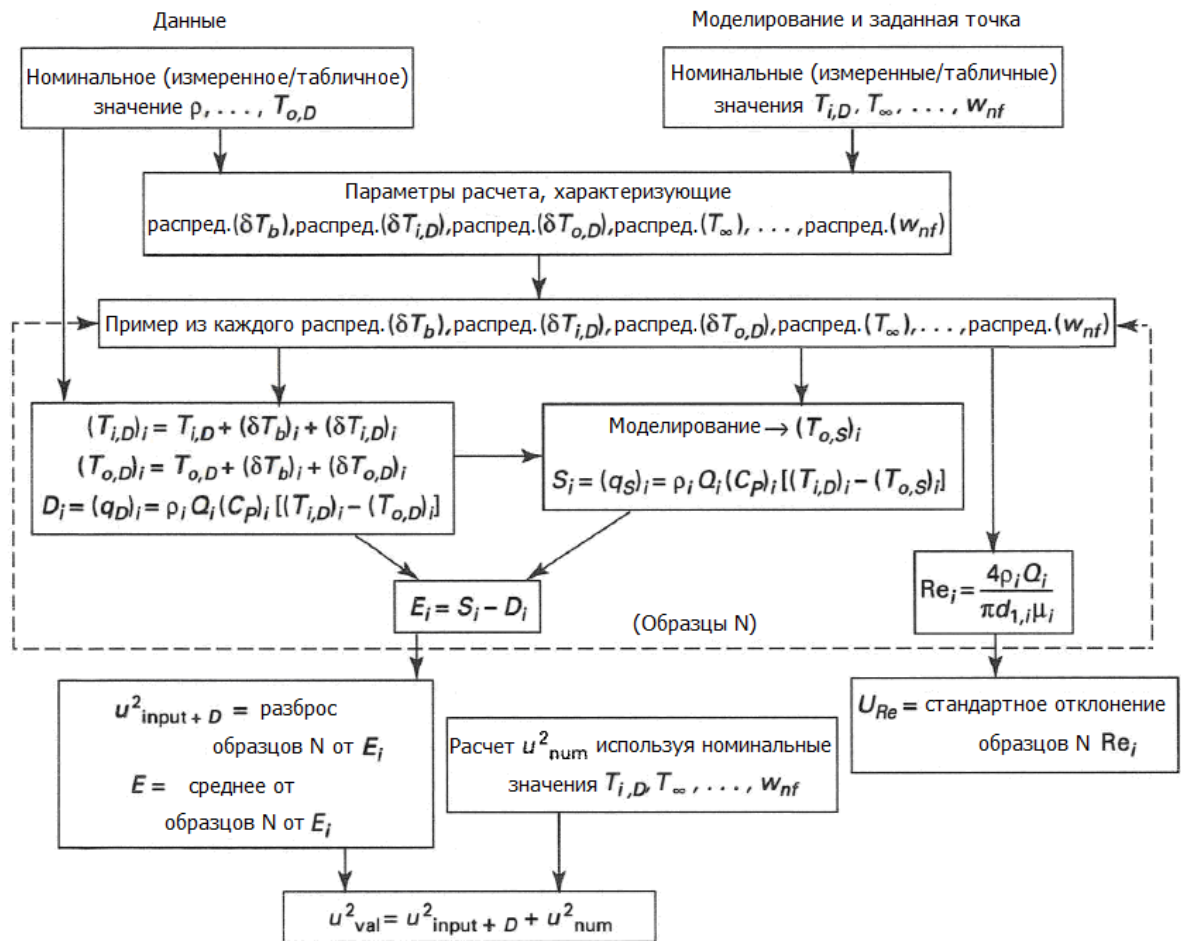 Данные
Моделирование и заданная точка
Номинальное (измеренное/табличное)
значение ρ, . . . , T_{o,D}
Номинальные (измеренные/табличные)
значения T_{i,D}, T_∞, . . . , w_{nf}
Параметры расчета, характеризующие
распред.(δT_b),распред.(δT_{i,D}),распред.(δT_{o,D}),распред.(T_∞), . . . ,распред.(w_{nf})
Пример из каждого распред.(δT_b),распред.(δT_{i,D}),распред.(δT_{o,D}),распред.(T_∞), . . . ,распред.(w_{nf})
(T_{i,D})_i = T_{i,D} + (δT_b)_i + (δT_{i,D})_i
(T_{o,D})_i = T_{o,D} + (δT_b)_i + (δT_{o,D})_i
D_i = (q_D)_i = ρ_i Q_i (C_P)_i [(T_{i,D})_i – (T_{o,D})_i]
Моделирование → (T_{o,S})_i
S_i = (q_S)_i = ρ_i Q_i (C_P)_i [(T_{i,D})_i – (T_{o,S})_i]
E_i = S_i – D_i
(Образцы N)
Re_i = 4ρ_i Q_i / πd_{1,i}μ_i
u²_{input + D} = разброс
образцов N от E_i
E = среднее от
образцов N от E_i
Расчет u²_{num} используя номинальные
значения T_{i,D}, T_∞, . . . , w_{nf}
U_{Re} = стандартное отклонение
образцов N Re_i
u²_{val} = u²_{input + D} + u²_{num}